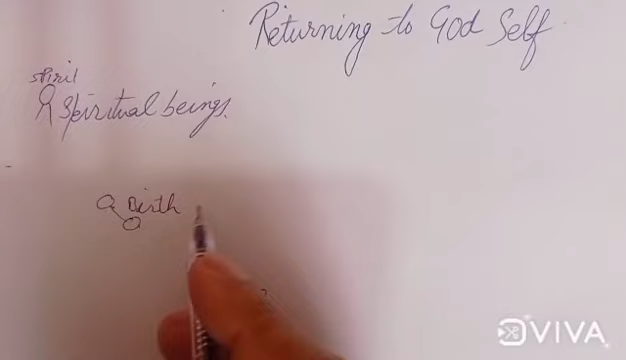 Returning to God Self
spirit
Spiritual beings.
Birth
VIVA